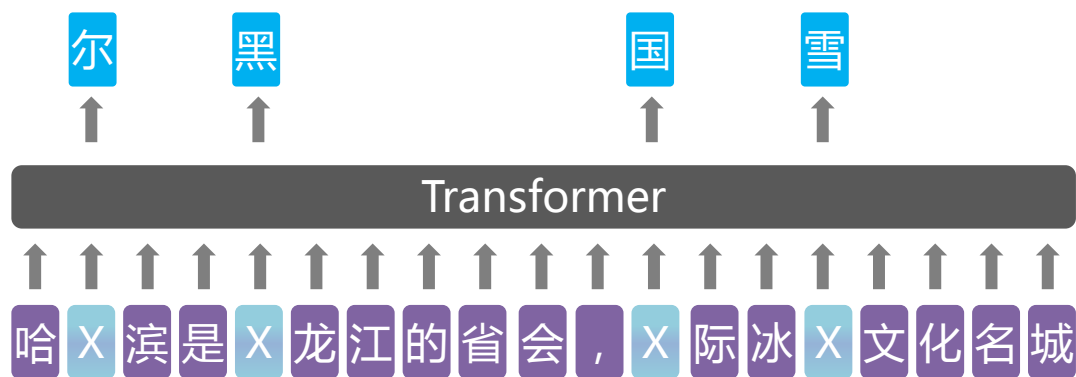 尔 黑 国 雪
Transformer
哈 X 滨 是 X 龙 江 的 省 会 , X 际 冰 X 文 化 名 城